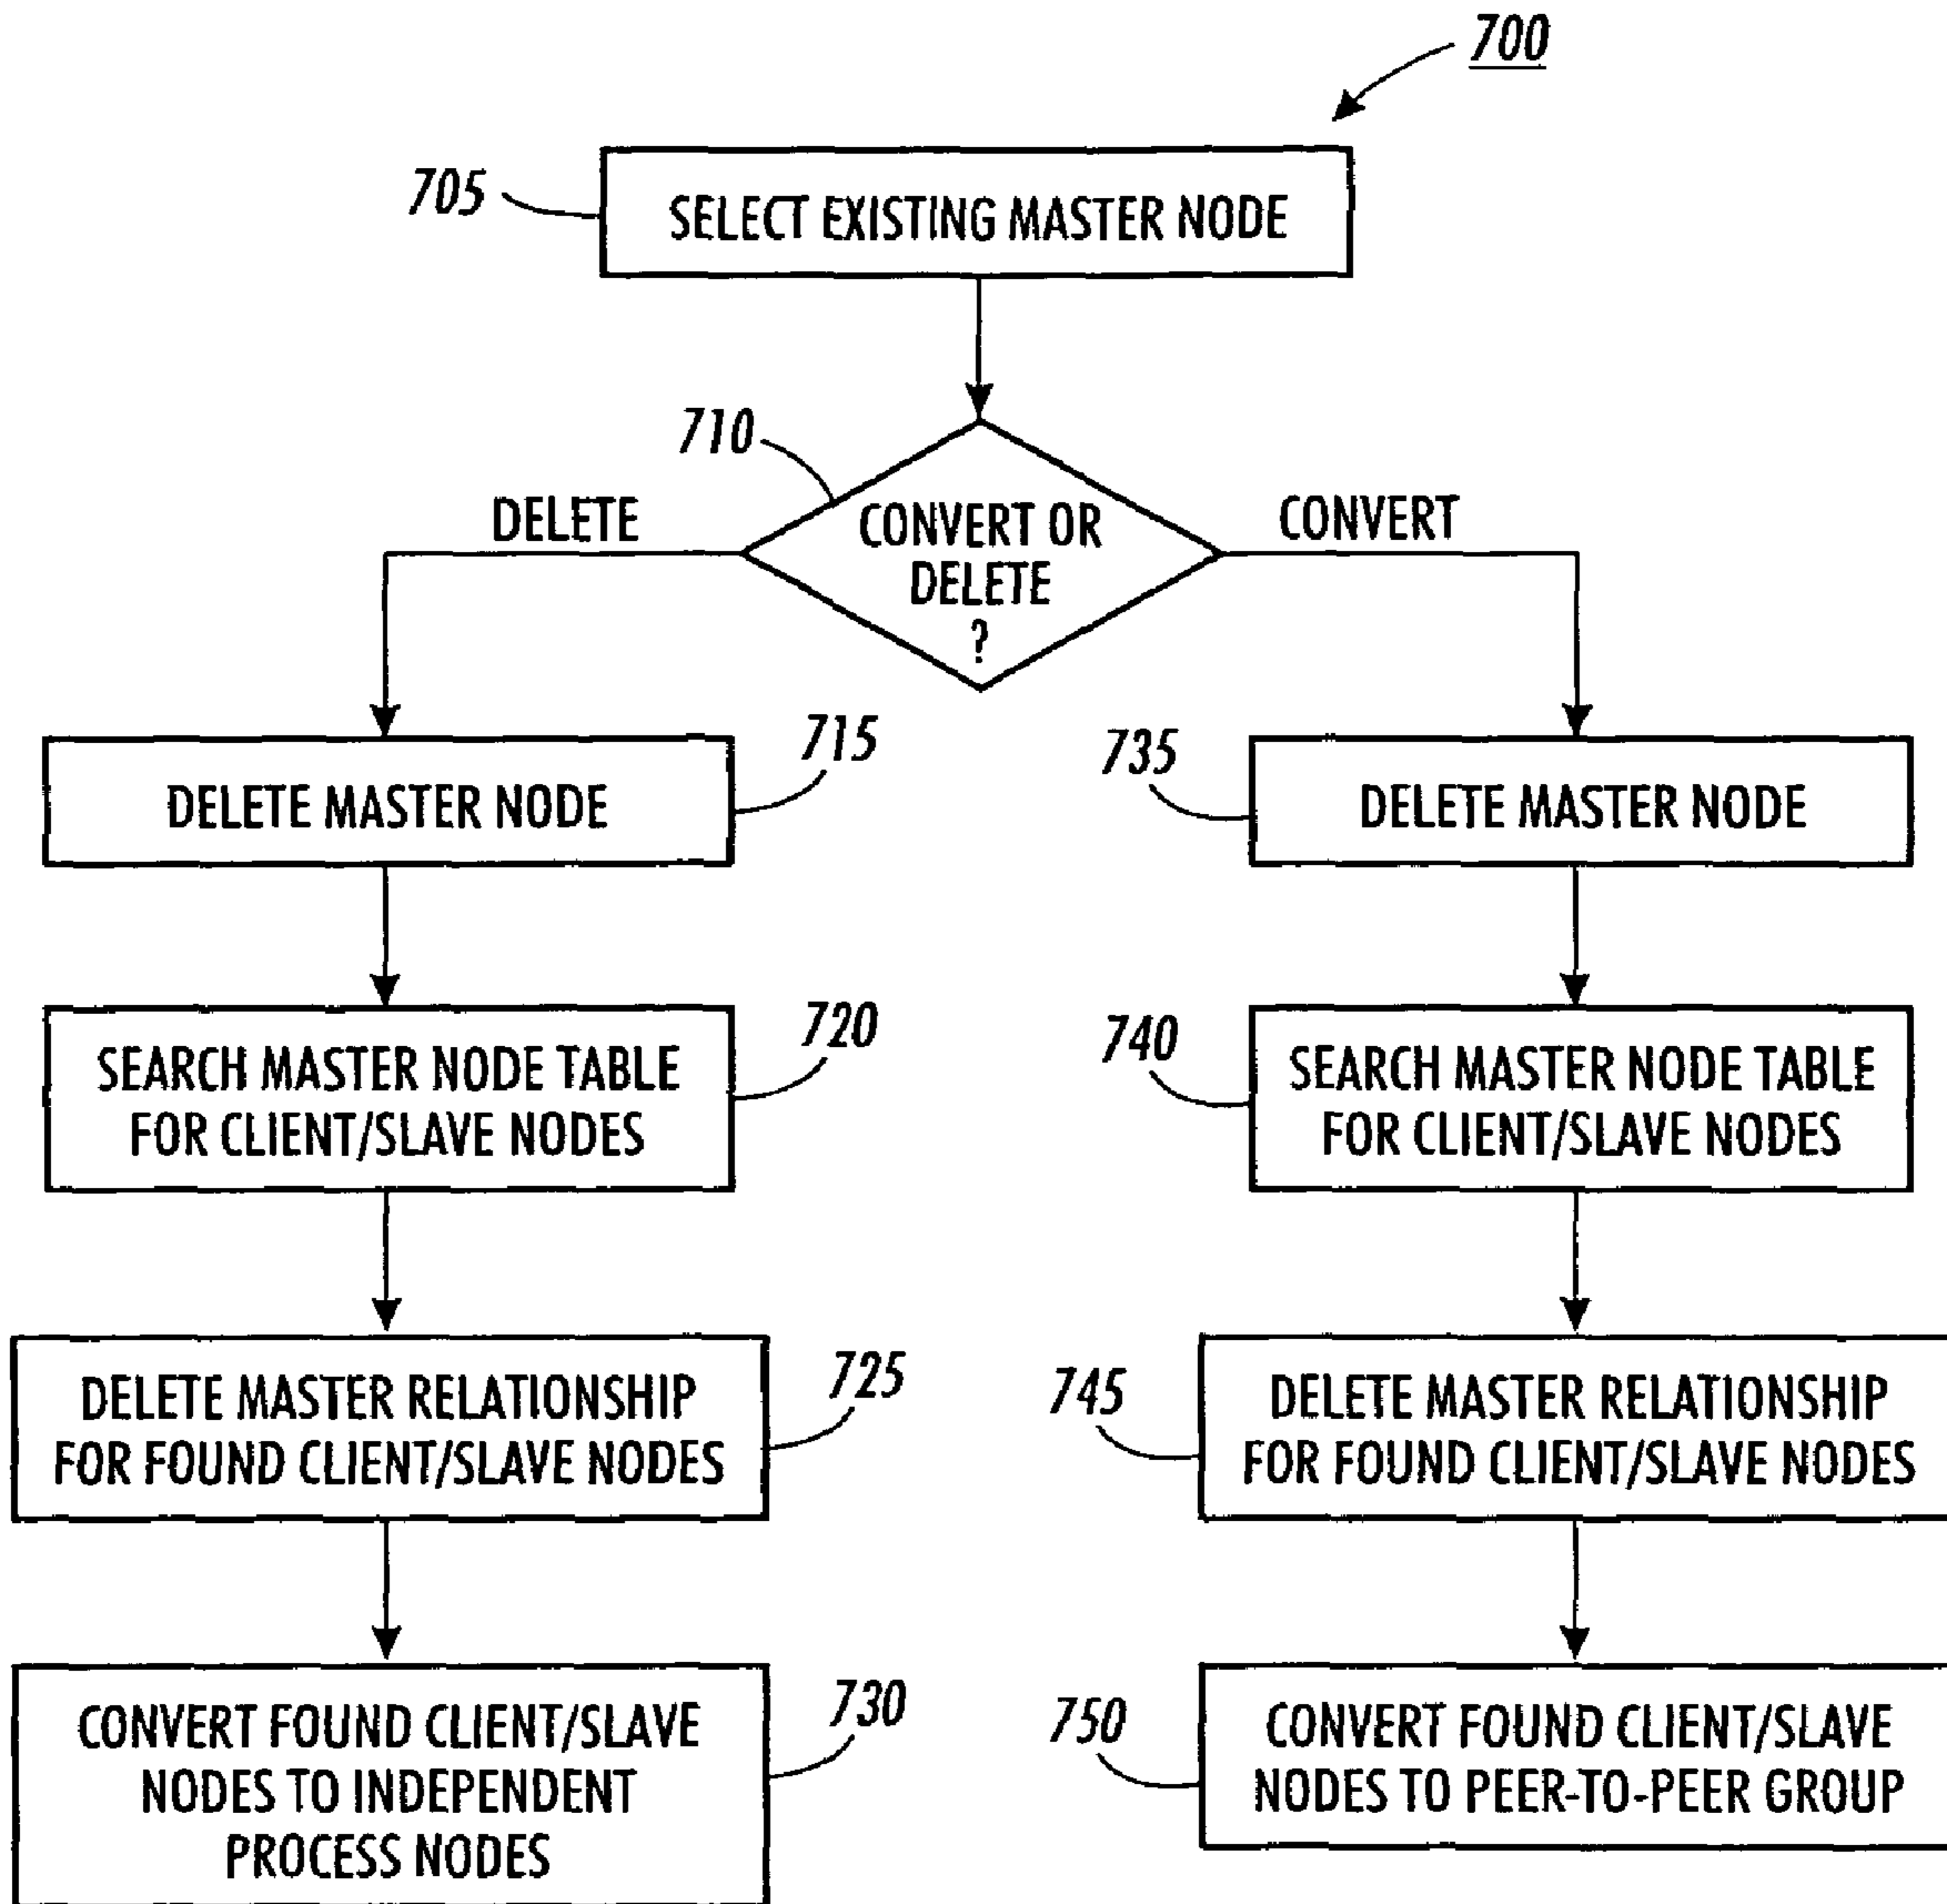 700
705
SELECT EXISTING MASTER NODE
710
DELETE
CONVERT OR
DELETE
?
CONVERT
715
DELETE MASTER NODE
735
DELETE MASTER NODE
720
SEARCH MASTER NODE TABLE
FOR CLIENT/SLAVE NODES
740
SEARCH MASTER NODE TABLE
FOR CLIENT/SLAVE NODES
725
DELETE MASTER RELATIONSHIP
FOR FOUND CLIENT/SLAVE NODES
745
DELETE MASTER RELATIONSHIP
FOR FOUND CLIENT/SLAVE NODES
730
CONVERT FOUND CLIENT/SLAVE
NODES TO INDEPENDENT
PROCESS NODES
750
CONVERT FOUND CLIENT/SLAVE
NODES TO PEER-TO-PEER GROUP